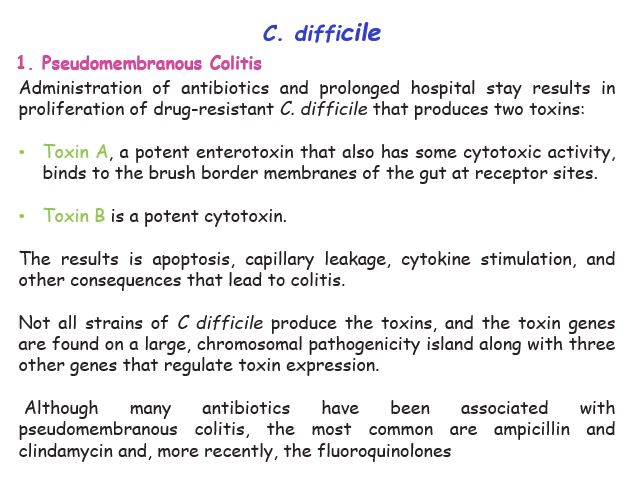 C. difficile
1. Pseudomembranous Colitis
Administration of antibiotics and prolonged hospital stay results in
proliferation of drug-resistant C. difficile that produces two toxins:
• Toxin A, a potent enterotoxin that also has some cytotoxic activity,
binds to the brush border membranes of the gut at receptor sites.
• Toxin B is a potent cytotoxin.
The results is apoptosis, capillary leakage, cytokine stimulation, and
other consequences that lead to colitis.
Not all strains of C difficile produce the toxins, and the toxin genes
are found on a large, chromosomal pathogenicity island along with three
other genes that regulate toxin expression.
Although many antibiotics have been associated with
pseudomembranous colitis, the most common are ampicillin and
clindamycin and, more recently, the fluoroquinolones